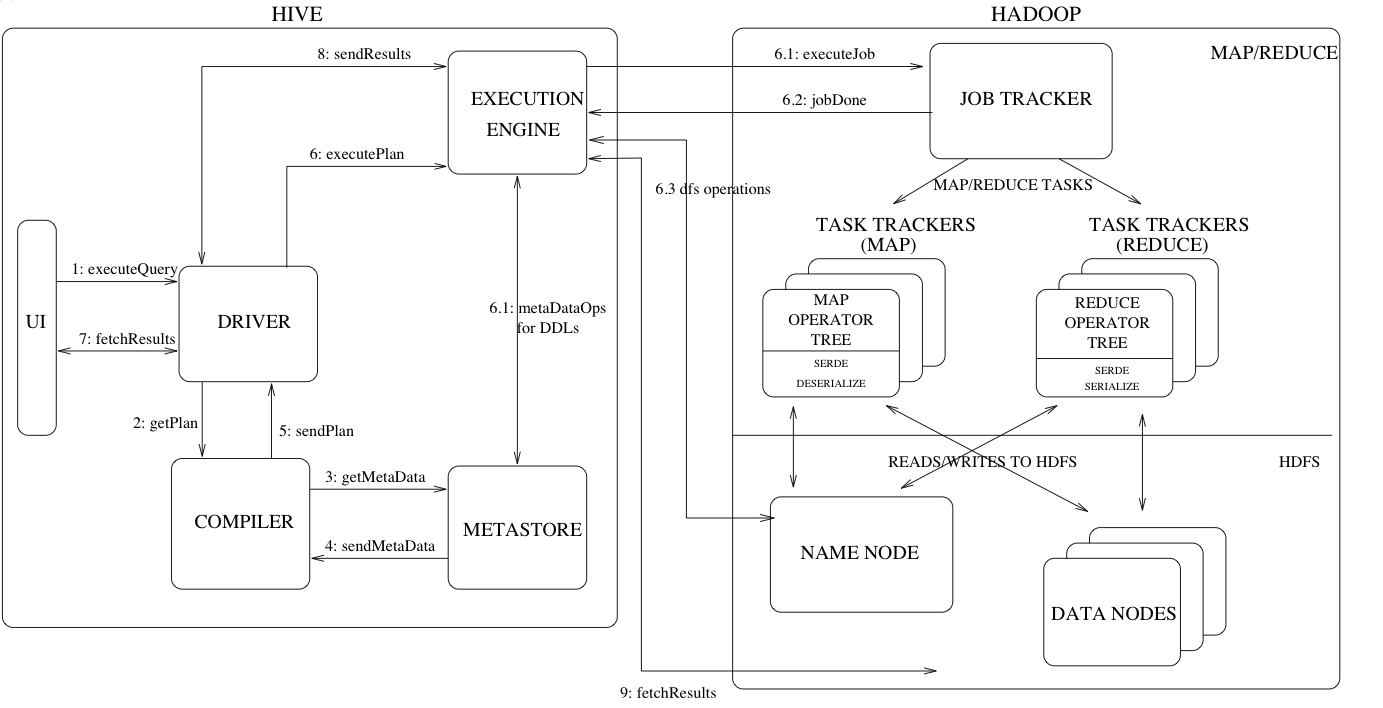 HIVE
HADOOP
8: sendResults
6.1: executeJob
MAP/REDUCE
EXECUTION
ENGINE
6.2: jobDone
JOB TRACKER
6: executePlan
6.3 dfs operations
MAP/REDUCE TASKS
TASK TRACKERS
(MAP)
TASK TRACKERS
(REDUCE)
1: executeQuery
UI
DRIVER
7: fetchResults
6.1: metaDataOps
for DDLs
MAP
OPERATOR
TREE
SERDE
DESERIALIZE
REDUCE
OPERATOR
TREE
SERDE
SERIALIZE
2: getPlan
5: sendPlan
READS/WRITES TO HDFS
HDFS
3: getMetaData
COMPILER
METASTORE
4: sendMetaData
NAME NODE
DATA NODES
9: fetchResults